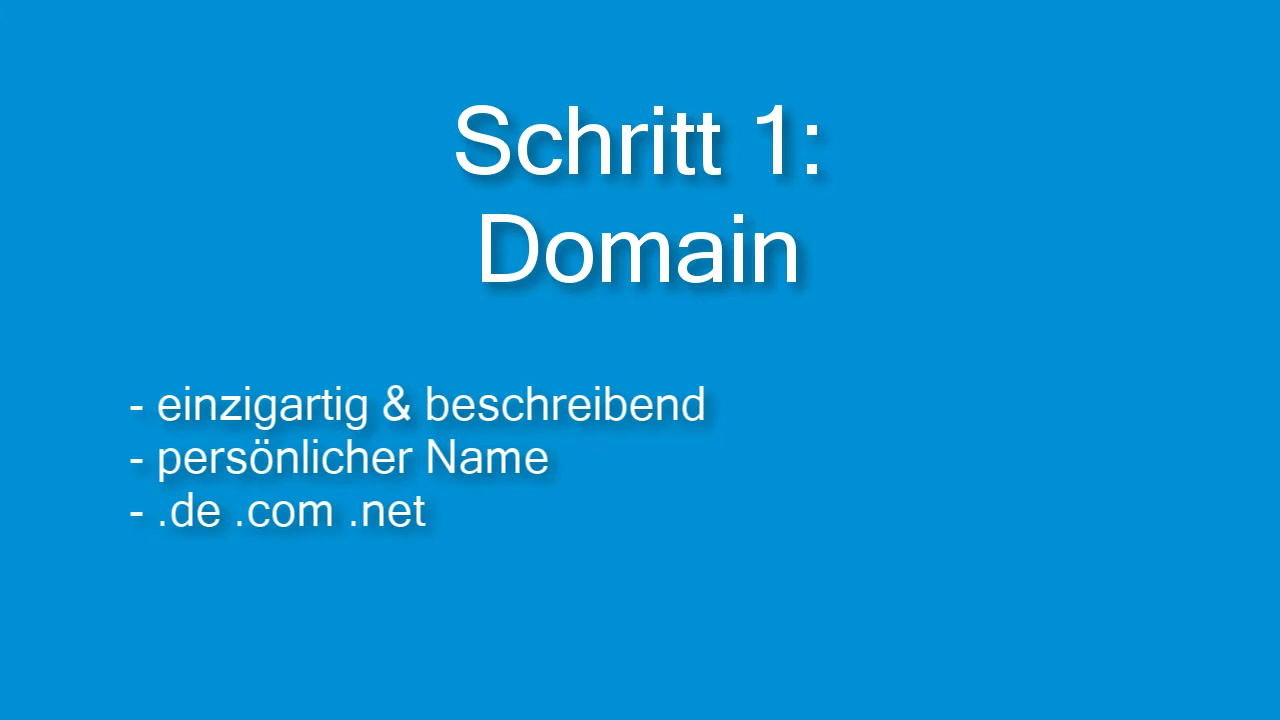 Schritt 1:
Domain
- einzigartig & beschreibend
- persönlicher Name
- .de .com .net